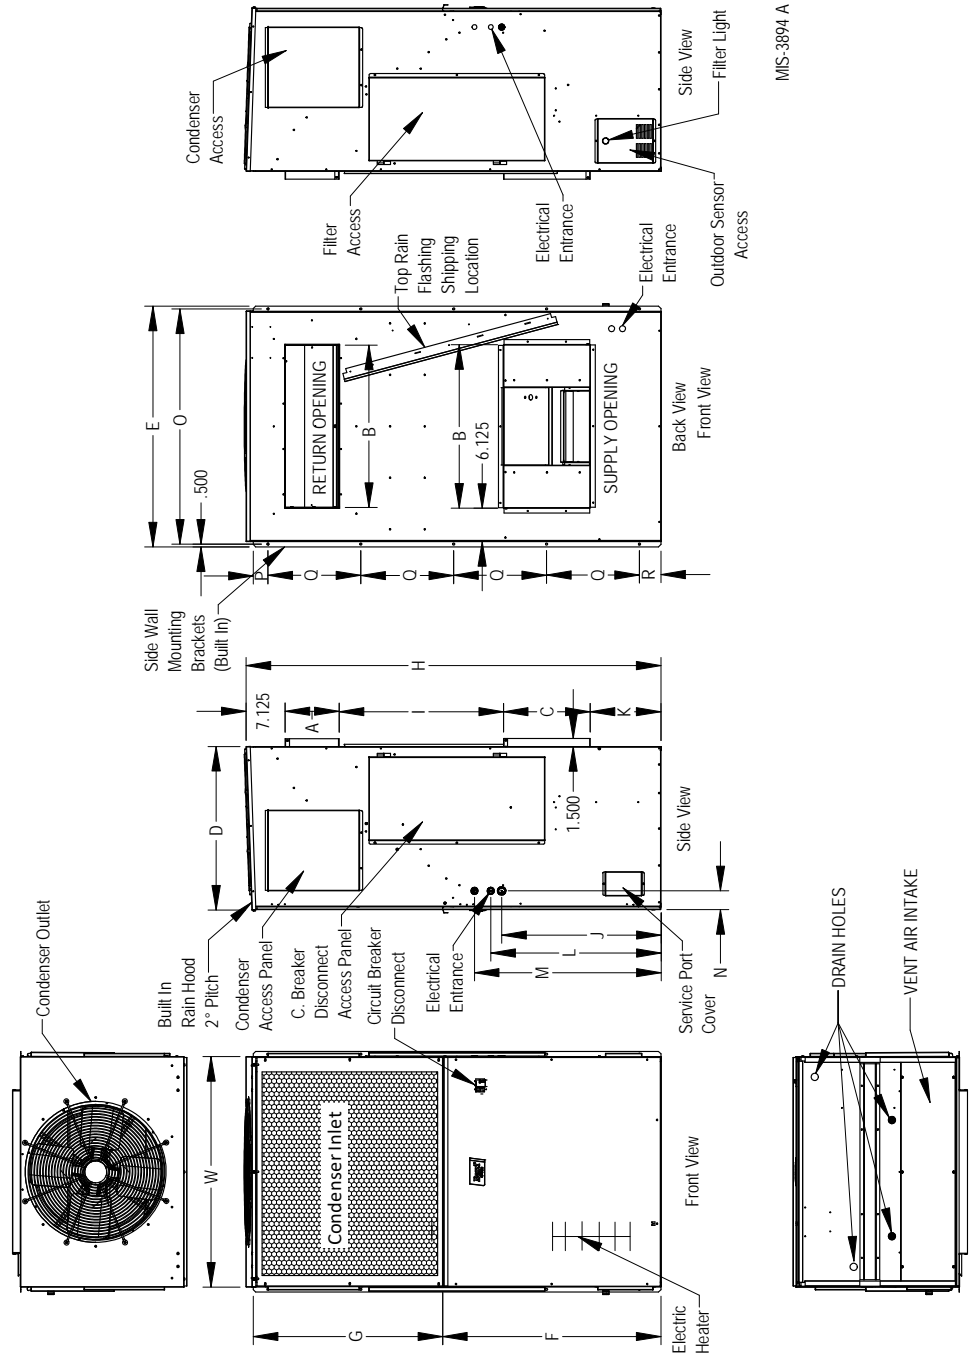 Condenser
Access
Filter
Access
Electrical
Entrance
Side View
Filter Light
Outdoor Sensor
Access
MIS-3894 A
E
O
.500
Side Wall
Mounting
Brackets
(Built In)
P
Q
Q
Q
Q
R
RETURN OPENING
B
B
6.125
SUPPLY OPENING
Top Rain
Flashing
Shipping
Location
Electrical
Entrance
Back View
Front View
H
7.125
A
I
C
K
1.500
D
Built In
Rain Hood
2° Pitch
Condenser
Access Panel
C. Breaker
Disconnect
Access Panel
Circuit Breaker
Disconnect
Electrical
Entrance
M
L
J
N
Service Port
Cover
Side View
Condenser Outlet
W
Condenser Inlet
G
F
Front View
Electric
Heater
DRAIN HOLES
VENT AIR INTAKE